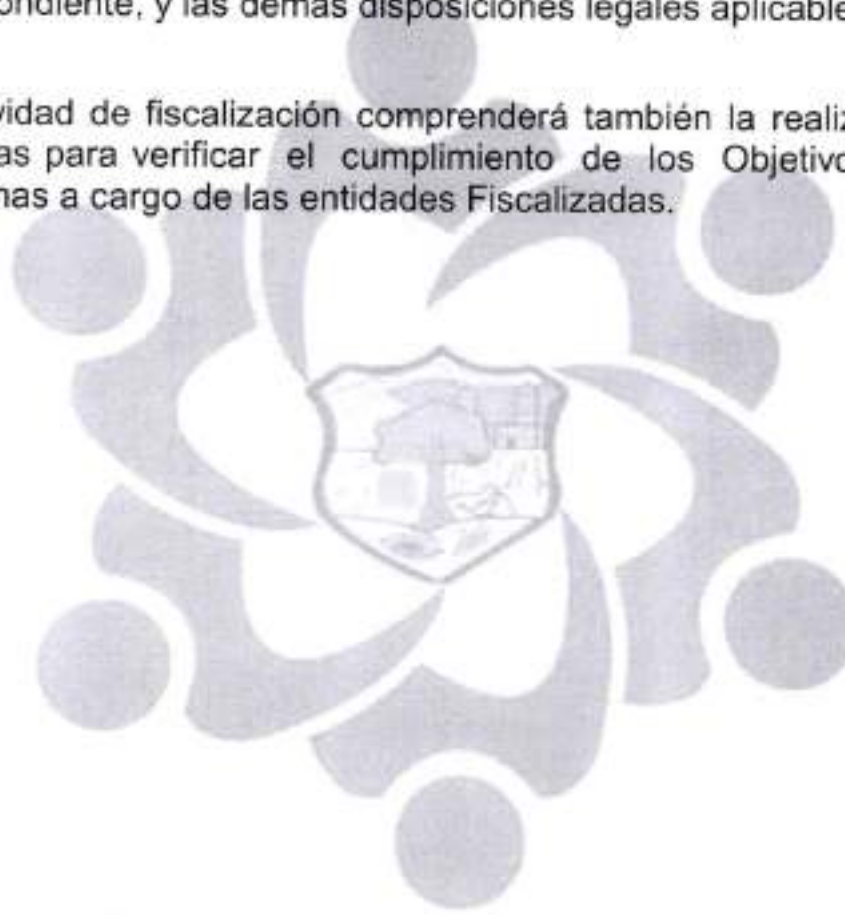 ondiente, y las demás disposiciones legales aplicable
vidad de fiscalización comprenderá también la realiz
as para verificar el cumplimiento de los Objetivo
nas a cargo de las entidades Fiscalizadas.